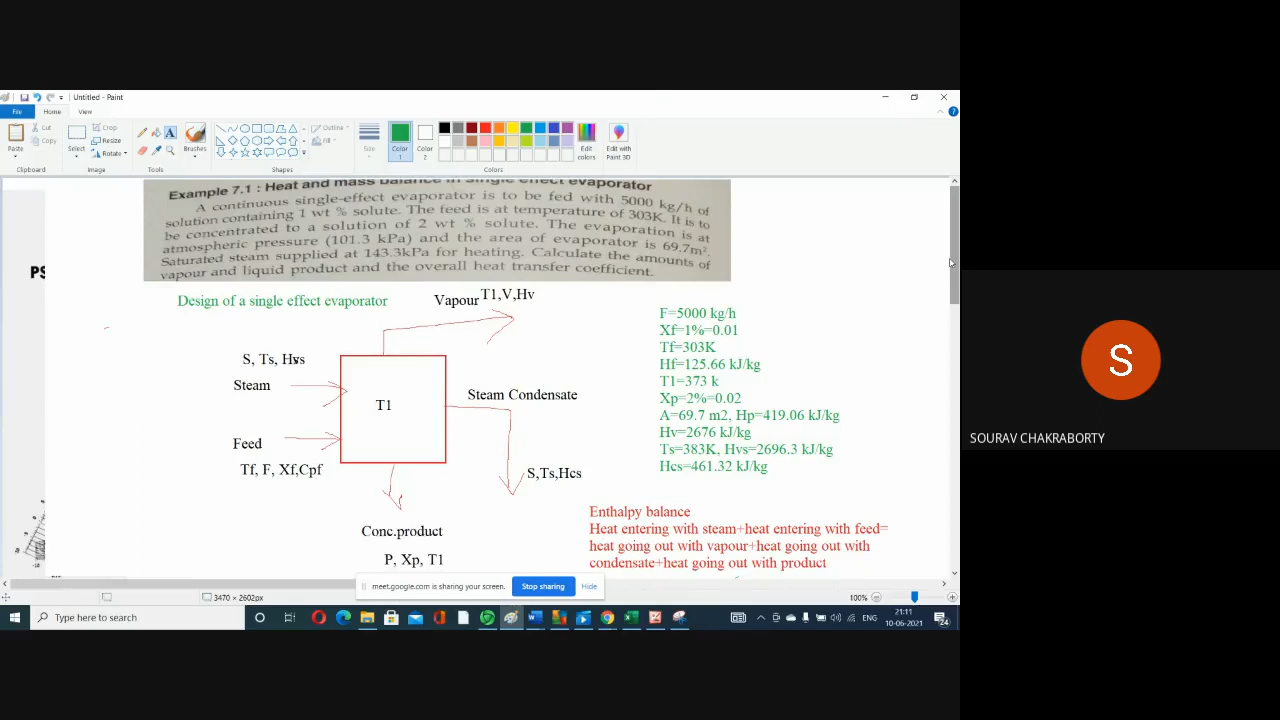 Untitled - Paint
File
Home
View
Paste
Cut
Copy
Clipboard
Select
Crop
Resize
Rotate
Image
Tools
Brushes
Shapes
Outline
Fill
Size
Color 1
Color 2
Edit colors
Edit with Paint 3D
Colors
Example 7.1 : Heat and mass balance in single effect evaporator
A continuous single-effect evaporator is to be fed with 5000 kg/h of
solution containing 1 wt % solute. The feed is at temperature of 303K. It is to
be concentrated to a solution of 2 wt % solute. The evaporation is at
atmospheric pressure (101.3 kPa) and the area of evaporator is 69.7m².
Saturated steam supplied at 143.3kPa for heating. Calculate the amounts of
vapour and liquid product and the overall heat transfer coefficient.
PS
Design of a single effect evaporator
Vapour T1,V,Hv
S, Ts, Hvs
Steam
T1
Steam Condensate
Feed
Tf, F, Xf,Cpf
S,Ts,Hcs
Conc.product
P, Xp, T1
F=5000 kg/h
Xf=1%=0.01
Tf=303K
Hf=125.66 kJ/kg
T1=373 k
Xp=2%=0.02
A=69.7 m2, Hp=419.06 kJ/kg
Hv=2676 kJ/kg
Ts=383K, Hvs=2696.3 kJ/kg
Hcs=461.32 kJ/kg
Enthalpy balance
Heat entering with steam+heat entering with feed=
heat going out with vapour+heat going out with
condensate+heat going out with product
meet.google.com is sharing your screen.
Stop sharing
Hide
3470 × 2602px
100%
Type here to search
ENG
21:11
10-06-2021
24
S
SOURAV CHAKRABORTY